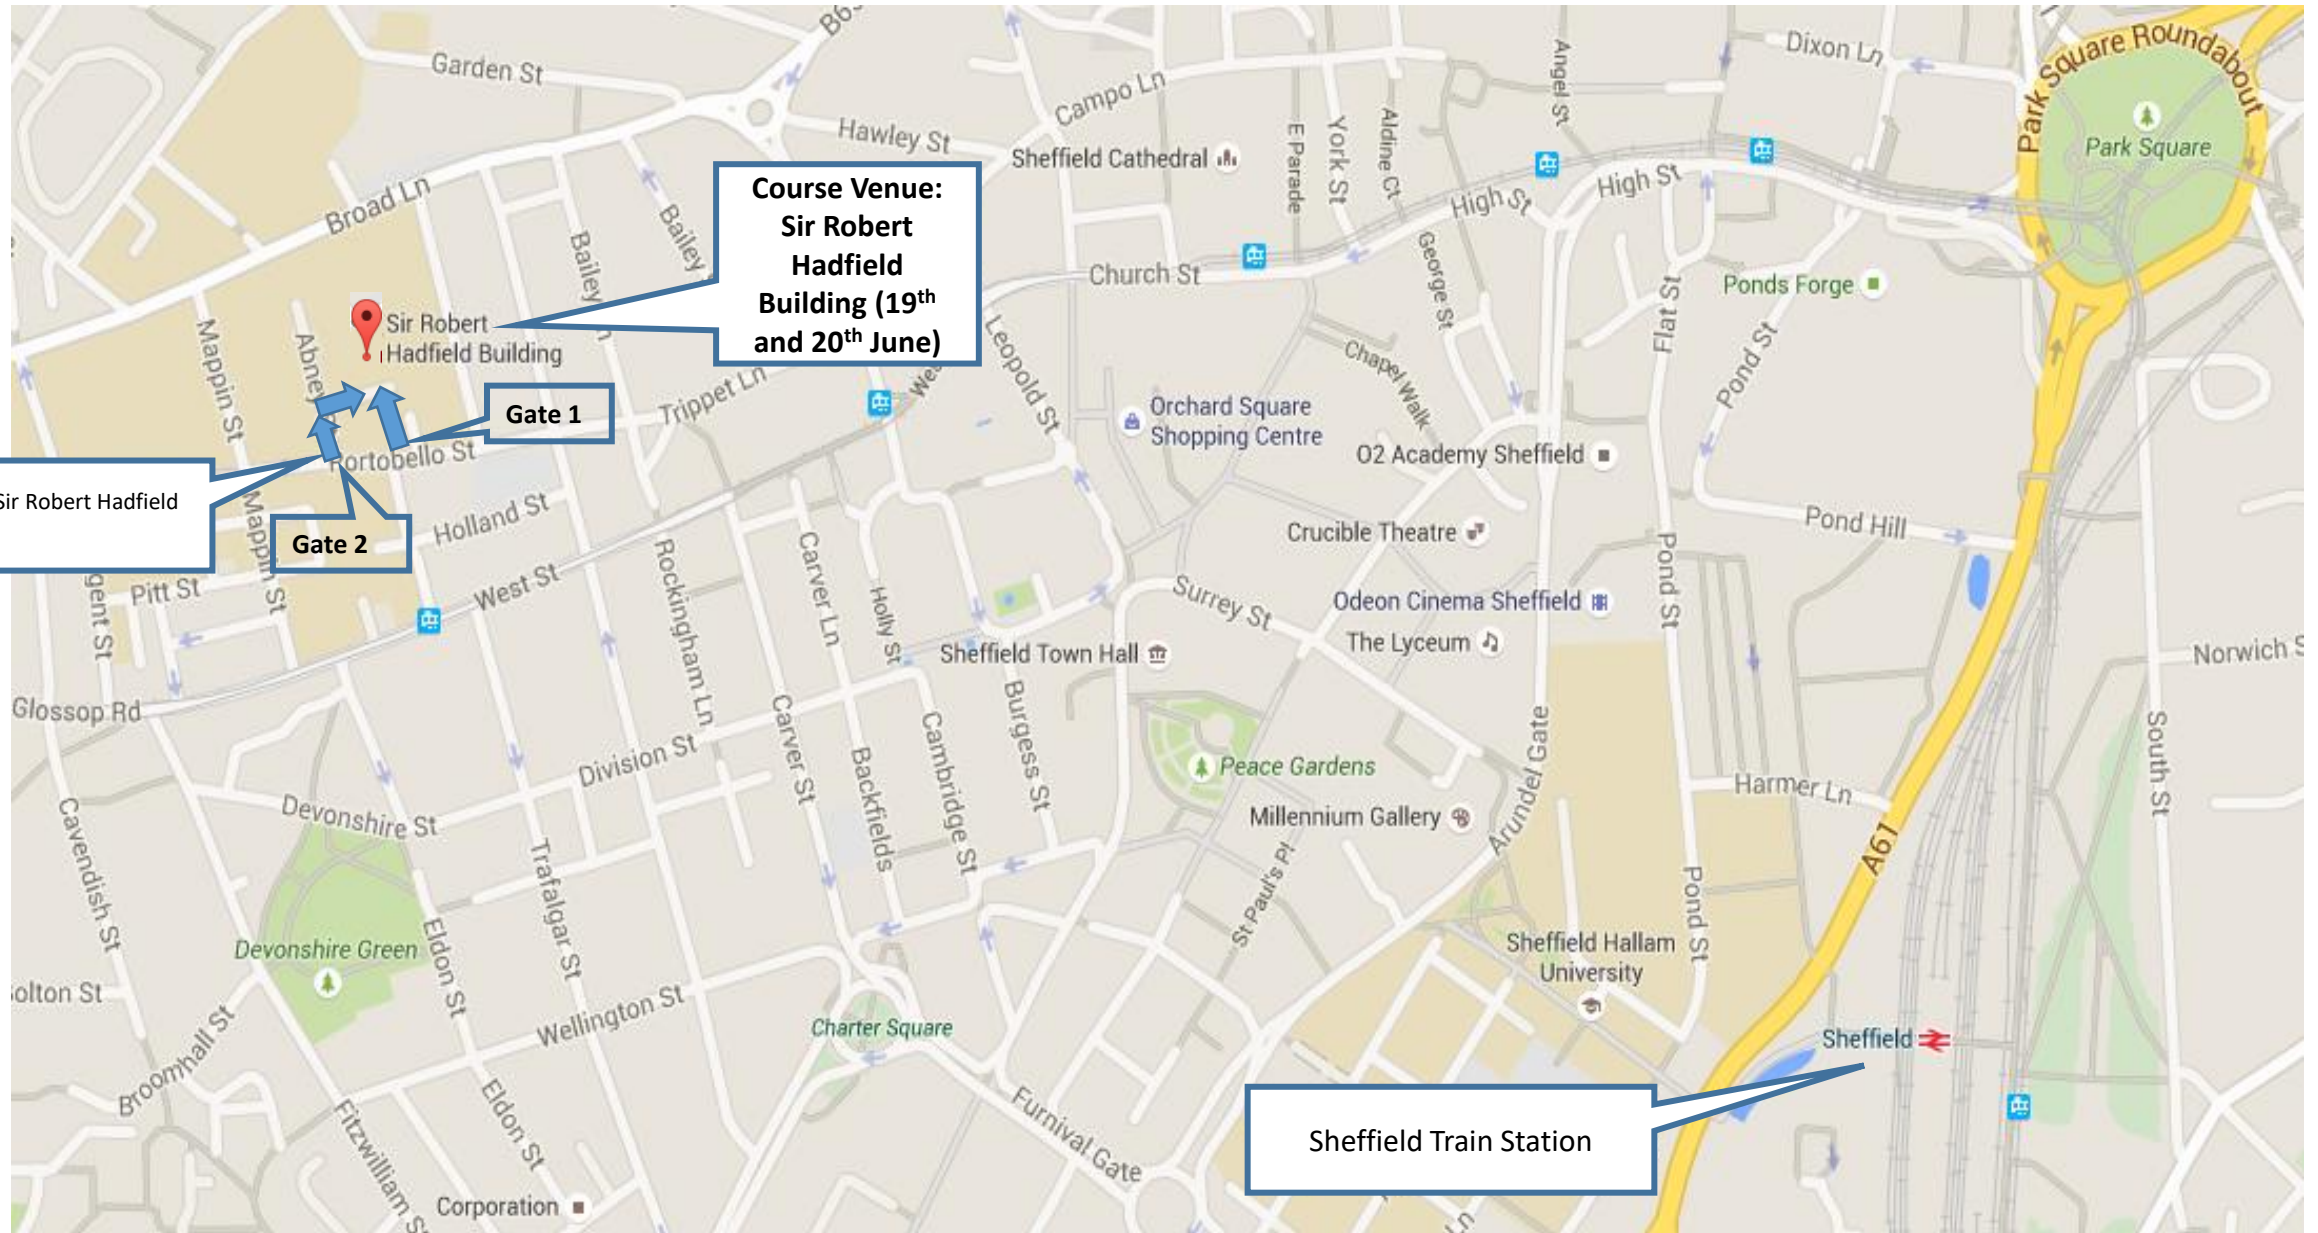 B6
Garden St
Campo Ln
Angel St
Dixon Ln
Park Square Roundabout
Hawley St
Sheffield Cathedral
E Parade
York St
Aldine Ct
Park Square
Broad Ln
Bailey
Bailey
High St
High St
Course Venue:
Sir Robert
Hadfield
Building (19th
and 20th June)
Church St
George St
Flat St
Ponds Forge
Pond St
Mappin St
Abney
Sir Robert
Hadfield Building
Leopold St
Chapel Walk
Trippet Ln
Gate 1
Orchard Square
Shopping Centre
O2 Academy Sheffield
Portobello St
Sir Robert Hadfield
Mappin St
Gate 2
Holland St
Crucible Theatre
Pond Hill
Pond St
gent St
Pitt St
West St
Rockingham Ln
Carver Ln
Holly St
Surrey St
Odeon Cinema Sheffield
The Lyceum
Sheffield Town Hall
Norwich S
Glossop Rd
Division St
Carver St
Backfields
Cambridge St
Burgess St
Peace Gardens
Arundel Gate
South St
Harmer Ln
Millennium Gallery
Cavendish St
Devonshire St
Trafalgar St
A61
St Paul's Pl
Pond St
Devonshire Green
Eldon St
Sheffield Hallam
University
olton St
Wellington St
Charter Square
Sheffield
Broomhall St
Eldon St
Fitzwilliam S
Furnival Gate
Sheffield Train Station
Corporation
Ln